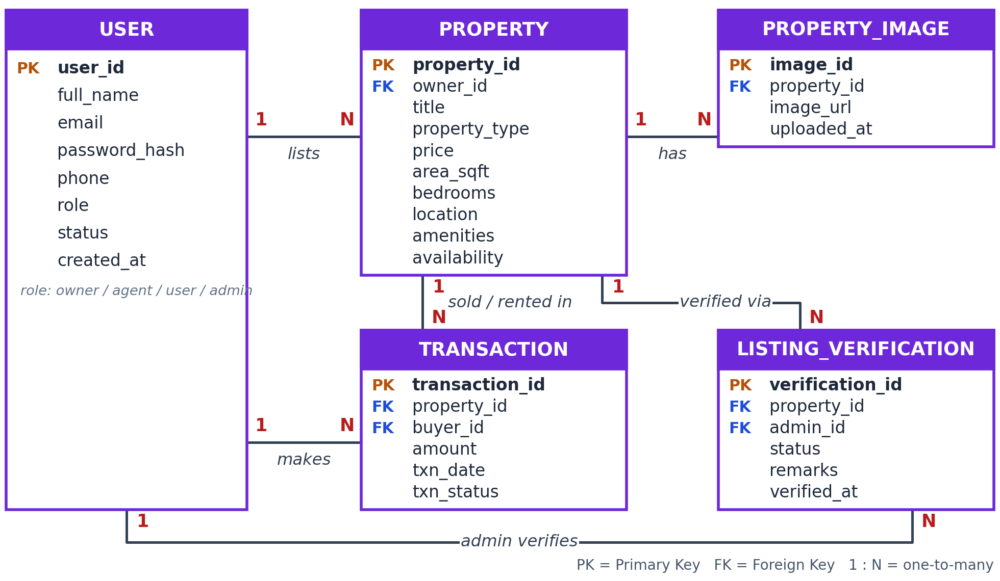 USER
PK user_id
full_name
email
password_hash
phone
role
status
created_at
role: owner / agent / user / admin
1 N
lists
PROPERTY
PK property_id
FK owner_id
title
property_type
price
area_sqft
bedrooms
location
amenities
availability
1 N
has
PROPERTY_IMAGE
PK image_id
FK property_id
image_url
uploaded_at
1
sold / rented in
N
1
verified via
N
1 N
makes
TRANSACTION
PK transaction_id
FK property_id
FK buyer_id
amount
txn_date
txn_status
LISTING_VERIFICATION
PK verification_id
FK property_id
FK admin_id
status
remarks
verified_at
1 N
admin verifies
PK = Primary Key FK = Foreign Key 1 : N = one-to-many